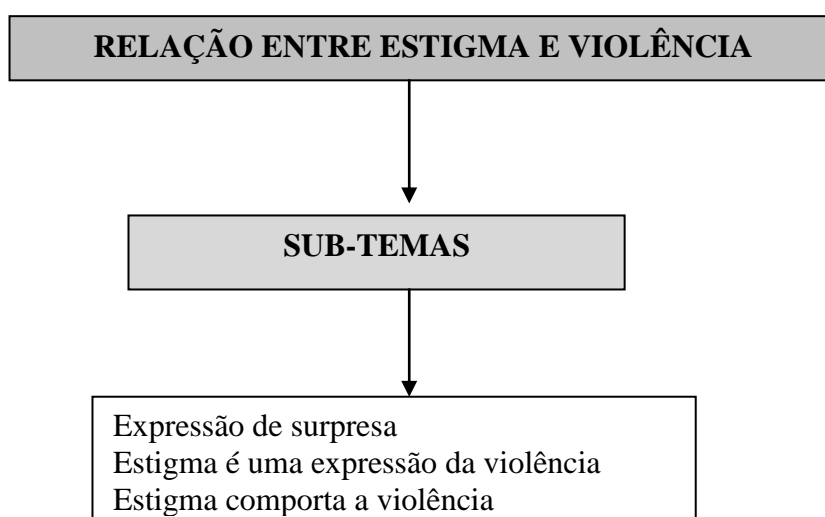 RELAÇÃO ENTRE ESTIGMA E VIOLÊNCIA
SUB-TEMAS
Expressão de surpresa
Estigma é uma expressão da violência
Estigma comporta a violência